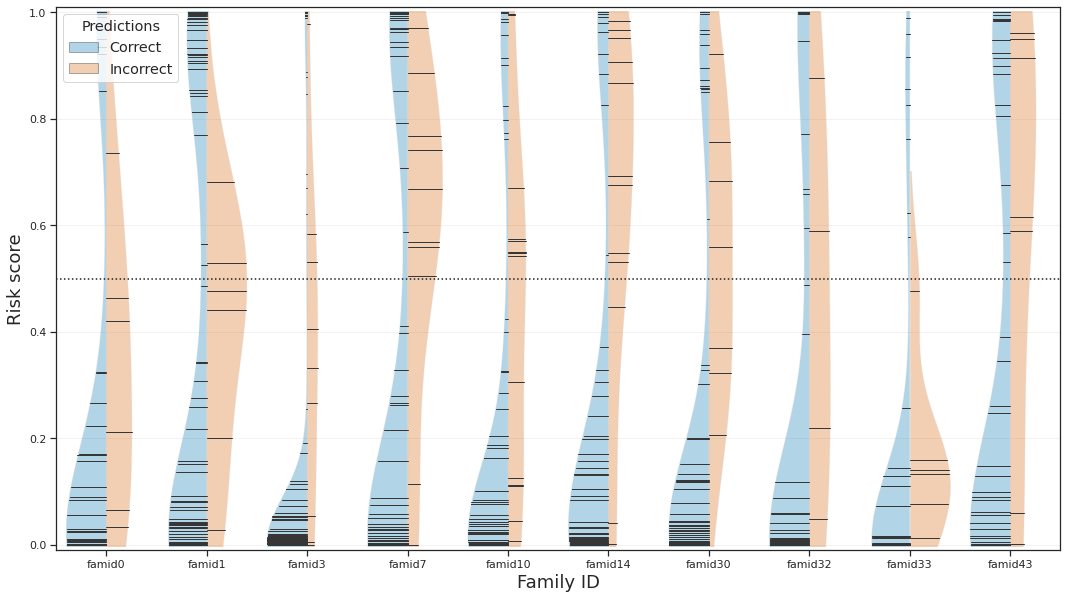 Predictions
Correct
Incorrect
1.0
0.8
0.6
0.4
0.2
0.0
Risk score
famid0 famid1 famid3 famid7 famid10 famid14 famid30 famid32 famid33 famid43
Family ID